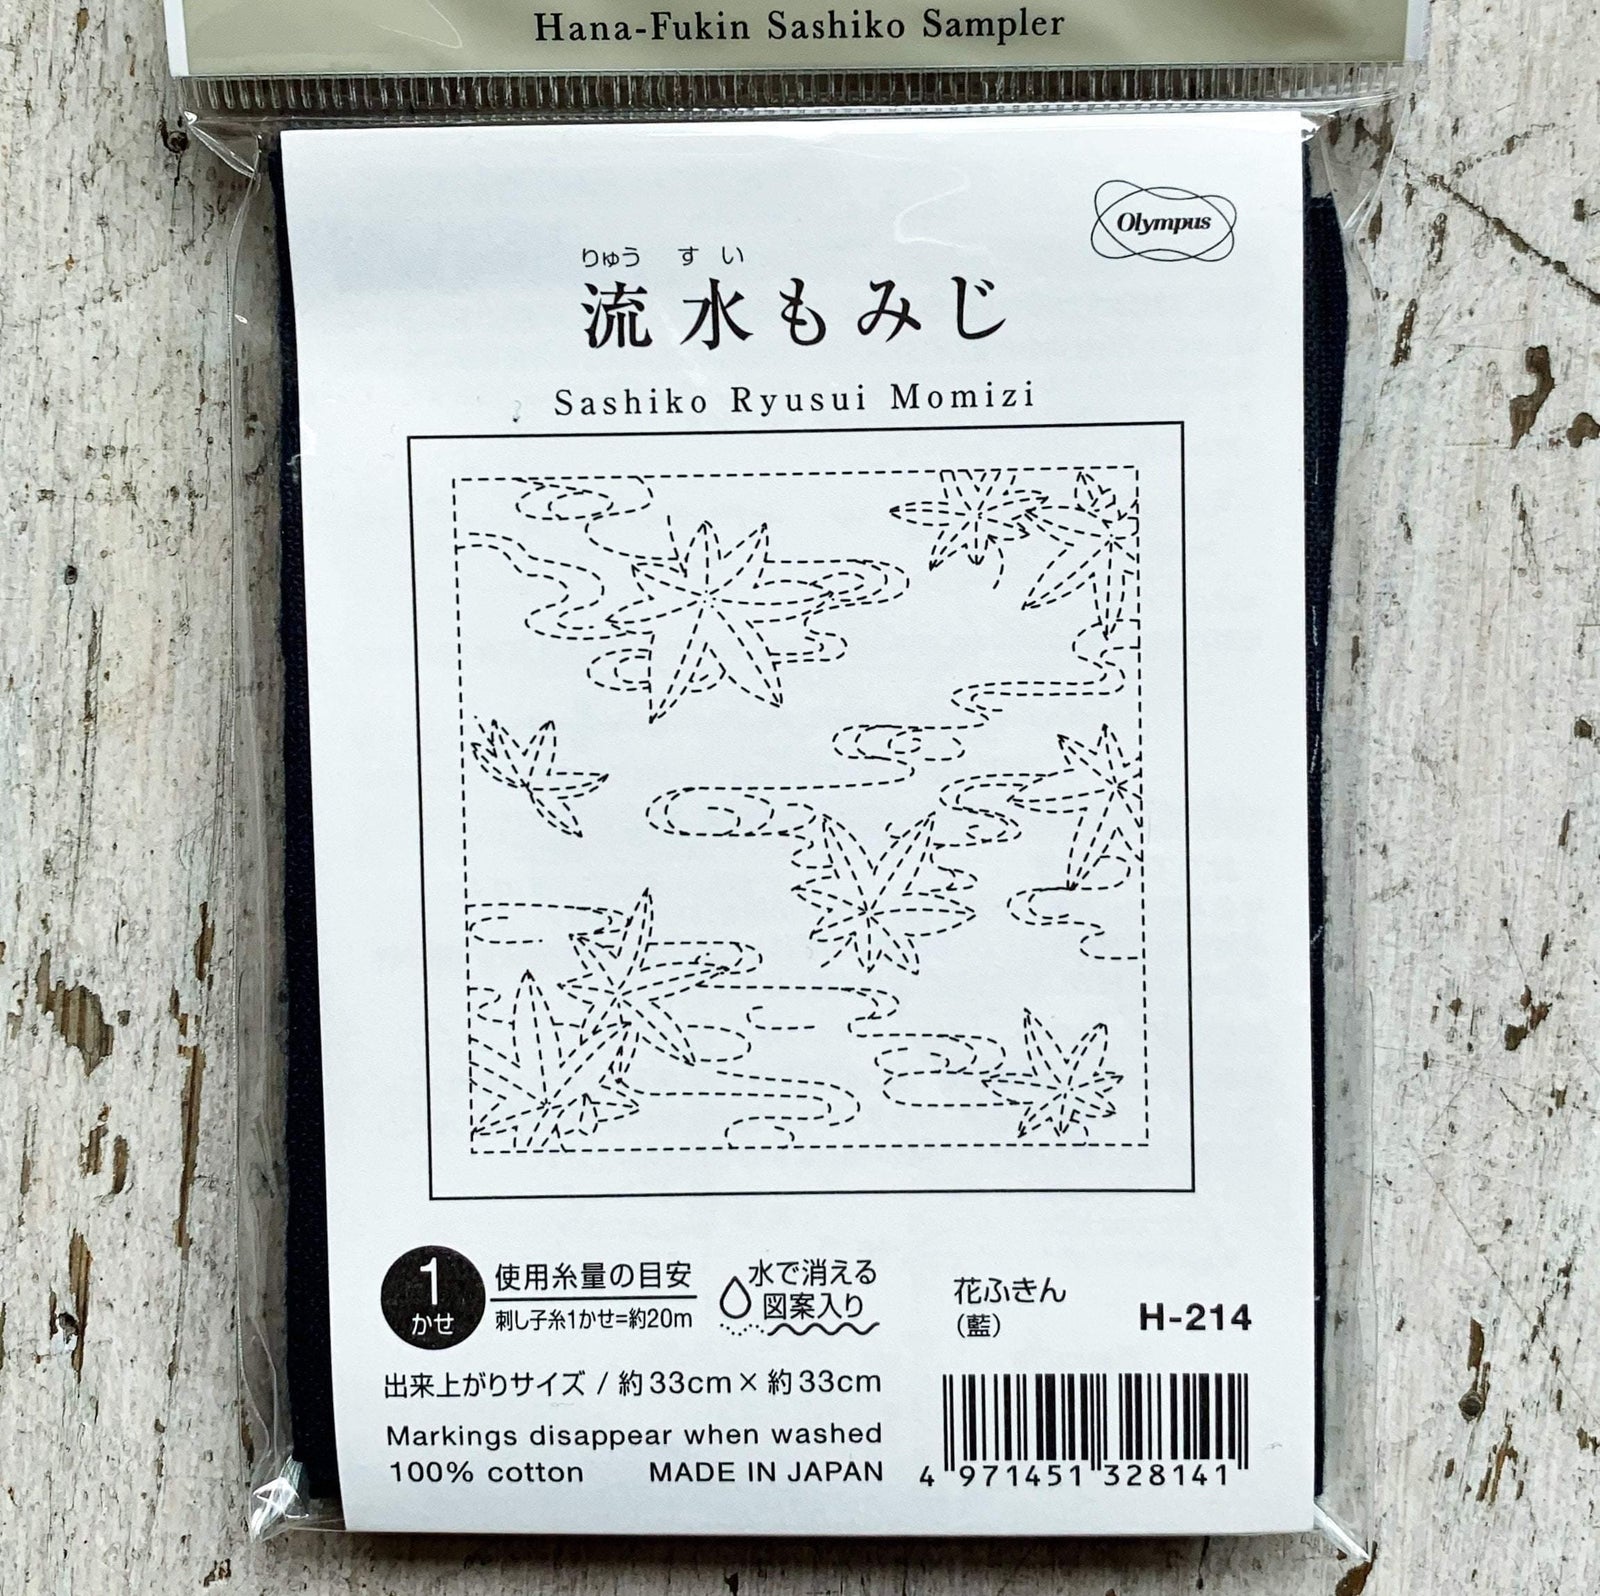 Hana-Fukin Sashiko Sampler
Olympus
りゅう すい
流水もみじ
Sashiko Ryusui Momizi
1
かせ
使用糸量の目安
刺し子糸1かせ=約20m
水で消える
図案入り
花ふきん
(藍)
H-214
出来上がりサイズ / 約33cm×約33cm
Markings disappear when washed
100% cotton MADE IN JAPAN
4 971451 328141